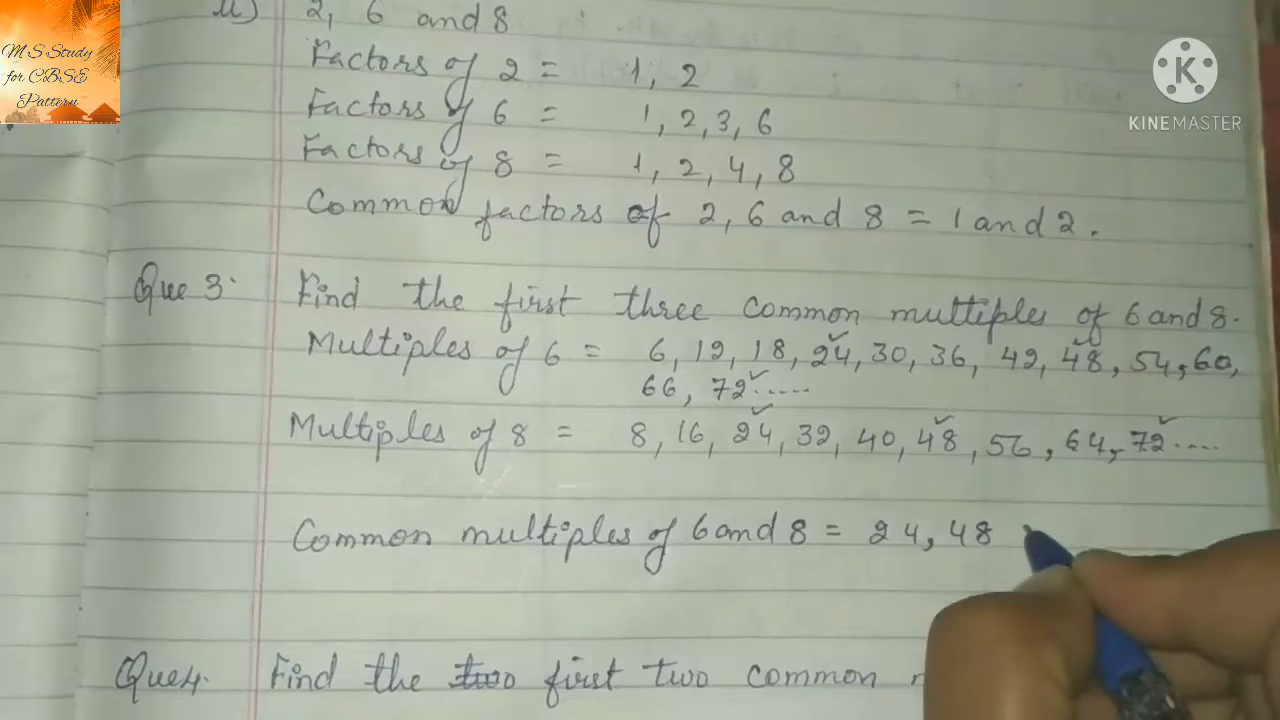 MS Study
for CBSE
Pattern
KINEMASTER
2, 6 and 8
Factors of 2 = 1, 2
Factors of 6 = 1, 2, 3, 6
Factors of 8 = 1, 2, 4, 8
Common factors of 2, 6 and 8 = 1 and 2.
Que 3. Find the first three common multiples of 6 and 8.
Multiples of 6 = 6, 12, 18, 24, 30, 36, 42, 48, 54, 60,
66, 72.....
Multiples of 8 = 8, 16, 24, 32, 40, 48, 56, 64, 72....
Common multiples of 6 and 8 = 24, 48
Que 4. Find the two first two common